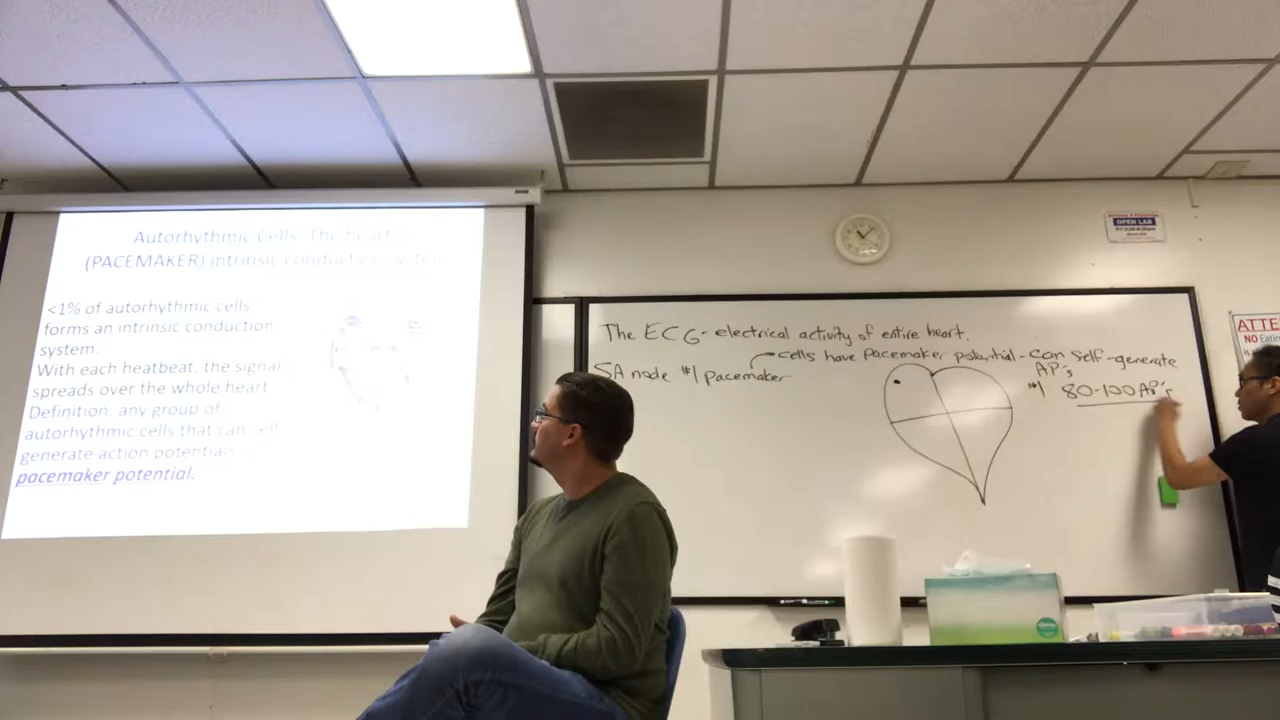 Autorhythmic Cells: The heart
(PACEMAKER) intrinsic conduction system
<1% of autorhythmic cells
forms an intrinsic conduction
system.
With each heatbeat, the signal
spreads over the whole heart
Definition: any group of
autorhythmic cells that can self
generate action potentials.
pacemaker potential.
The ECG - electrical activity of entire heart.
cells have Pacemaker potential - can self-generate
AP's
SA node #1 pacemaker
#1 80-100 AP's
OPEN LAB
ATTE
NO Eatin